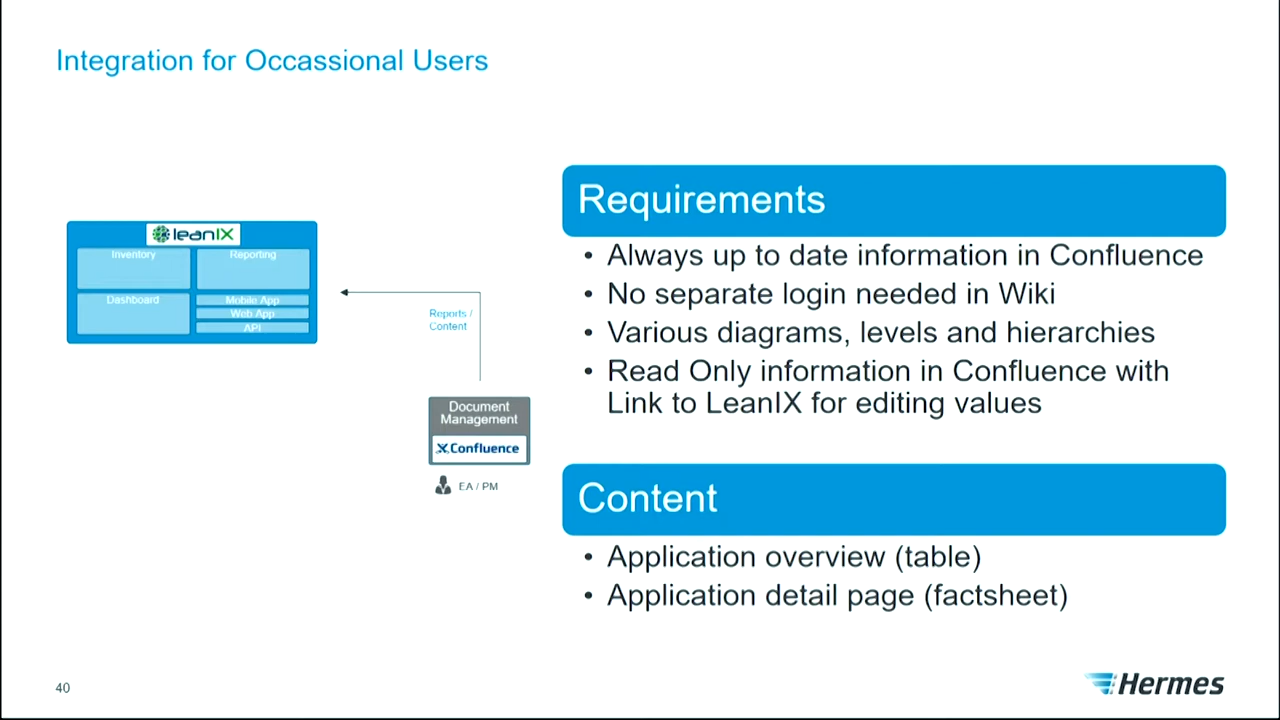 Integration for Occassional Users
leanIX
Inventory
Reporting
Dashboard
Mobile App
Web App
API
Reports /
Content
Document
Management
Confluence
EA / PM
Requirements
• Always up to date information in Confluence
• No separate login needed in Wiki
• Various diagrams, levels and hierarchies
• Read Only information in Confluence with
Link to LeanIX for editing values
Content
• Application overview (table)
• Application detail page (factsheet)
40
Hermes